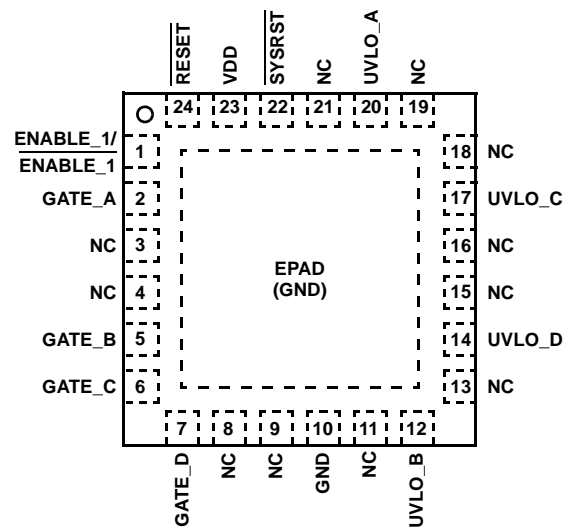 RESET
VDD
SYSRST
NC
UVLO_A
NC
24 23 22 21 20 19
ENABLE_1/
ENABLE_1
1
GATE_A 2
NC 3
NC 4
GATE_B 5
GATE_C 6
EPAD
(GND)
18 NC
17 UVLO_C
16 NC
15 NC
14 UVLO_D
13 NC
7 8 9 10 11 12
GATE_D
NC
NC
GND
NC
UVLO_B